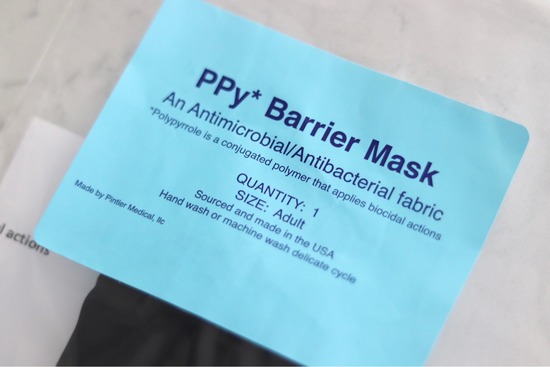 PPy* Barrier Mask
An Antimicrobial/Antibacterial fabric
*Polypyrrole is a conjugated polymer that applies biocidal actions
QUANTITY: 1
SIZE: Adult
Sourced and made in the USA
Hand wash or machine wash delicate cycle
Made by Pintler Medical, llc
l actions